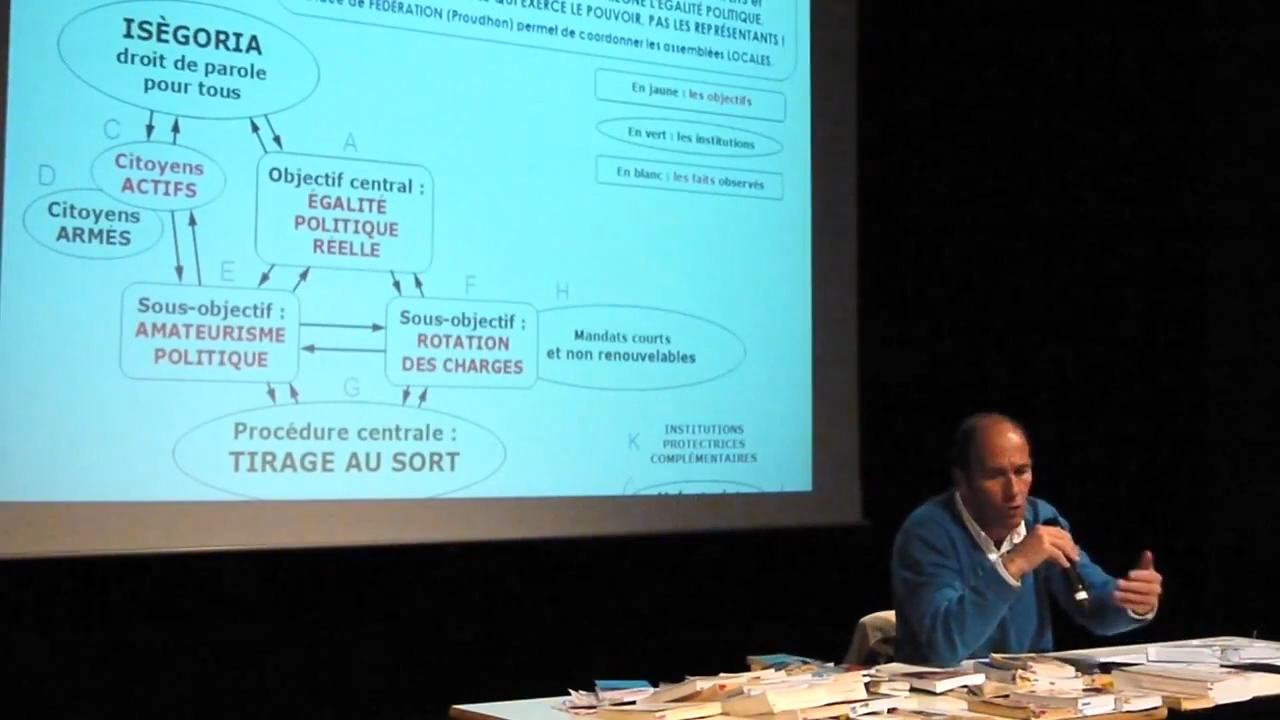 L'ÉGALITÉ POLITIQUE.
EXERCE LE POUVOIR, PAS LES REPRÉSENTANTS !
de FÉDÉRATION (Proudhon) permet de coordonner les assemblées LOCALES.
ISÈGORIA
droit de parole
pour tous
En jaune : les objectifs
En vert : les institutions
En blanc : les faits observés
C
Citoyens
ACTIFS
D
Citoyens
ARMÉS
A
Objectif central :
ÉGALITÉ
POLITIQUE
RÉELLE
E
Sous-objectif :
AMATEURISME
POLITIQUE
F
Sous-objectif :
ROTATION
DES CHARGES
H
Mandats courts
et non renouvelables
G
Procédure centrale :
TIRAGE AU SORT
K
INSTITUTIONS
PROTECTRICES
COMPLÉMENTAIRES